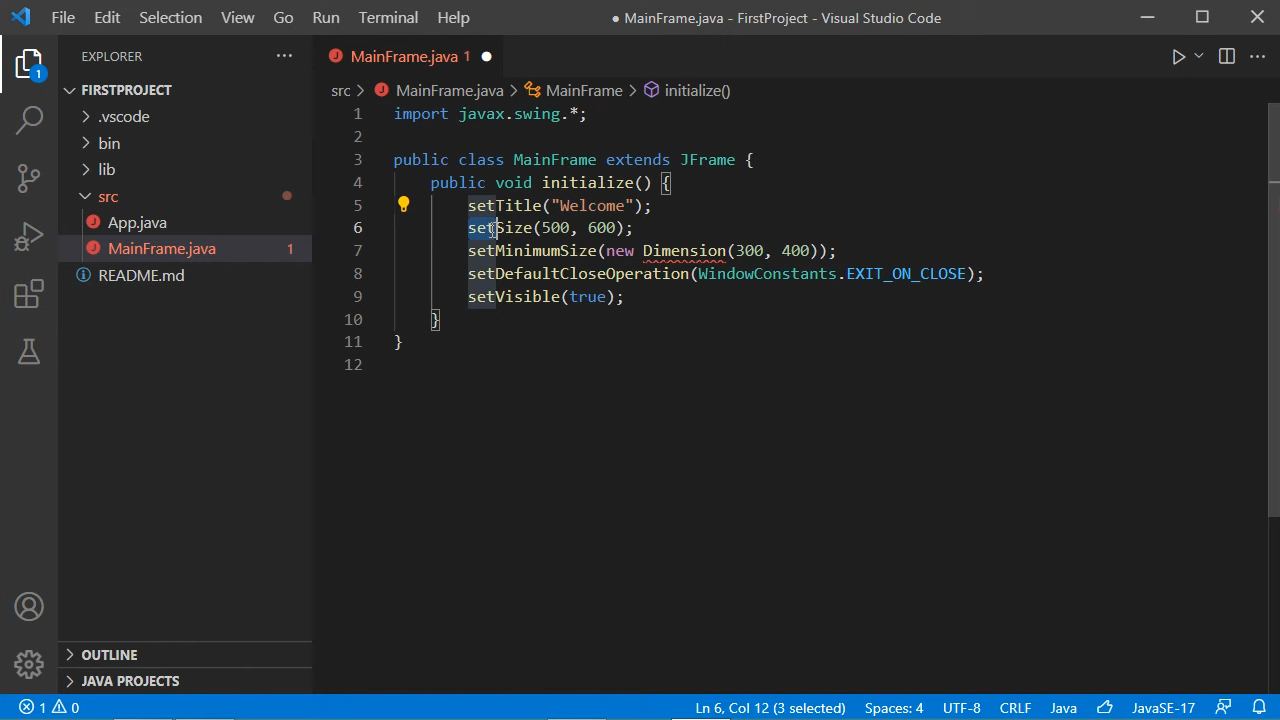 File Edit Selection View Go Run Terminal Help ● MainFrame.java - FirstProject - Visual Studio Code
EXPLORER ···
1
FIRSTPROJECT
.vscode
bin
lib
src
App.java
MainFrame.java 1
README.md
OUTLINE
JAVA PROJECTS
MainFrame.java 1
src > MainFrame.java > MainFrame > initialize()
1 import javax.swing.*;
2
3 public class MainFrame extends JFrame {
4 public void initialize() {
5 setTitle("Welcome");
6 setSize(500, 600);
7 setMinimumSize(new Dimension(300, 400));
8 setDefaultCloseOperation(WindowConstants.EXIT_ON_CLOSE);
9 setVisible(true);
10 }
11 }
12
1 0 Ln 6, Col 12 (3 selected) Spaces: 4 UTF-8 CRLF Java JavaSE-17